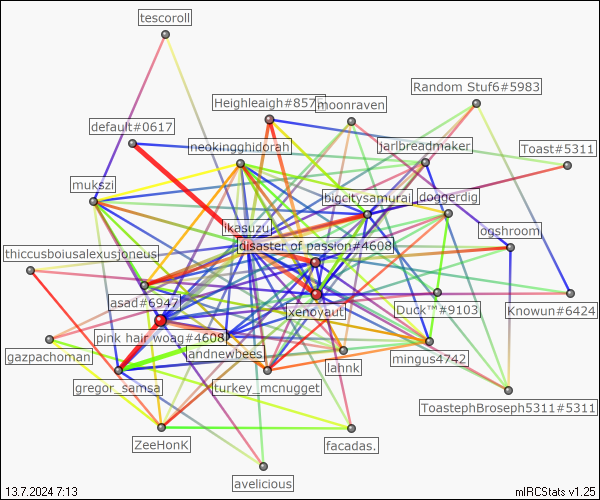 tescoroll
Random Stuf6#5983
Heighleaigh#857
moonraven
default#0617
neokingghidorah
jarlbreadmaker
Toast#5311
mukszi
bigcitysamurai
doggerdig
ikasuzu
ogshroom
disaster of passion#4608
thiccusboiusalexusjoneus
asad#6947
xenoyaut
Duck™#9103
Knowun#6424
pink hair woag#4608
landnewbees
gazpachoman
lahnk
mingus4742
gregor_samsa
turkey_mcnugget
ToastephBroseph5311#5311
ZeeHonK
facadas.
avelicious
13.7.2024 7:13
mIRCStats v1.25